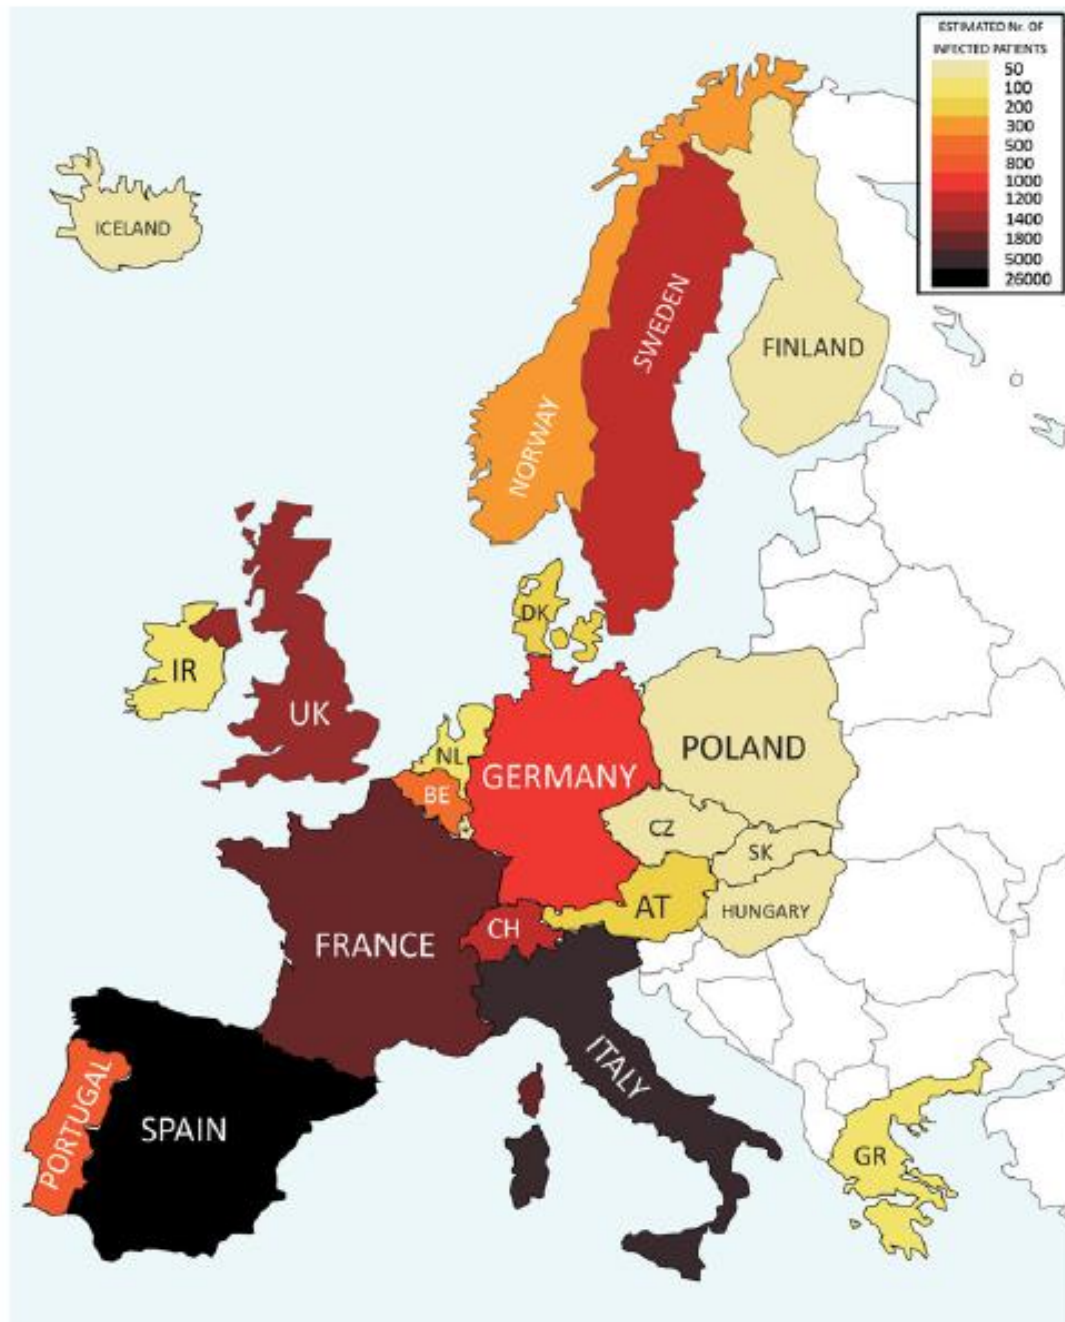 ESTIMATED Nr. OF
INFECTED PATIENTS
50
100
200
300
500
800
1000
1200
1400
1800
5000
26000
ICELAND
SWEDEN
FINLAND
NORWAY
DK
IR
UK
NL
GERMANY
POLAND
BE
CZ
SK
AT
HUNGARY
CH
FRANCE
ITALY
PORTUGAL
SPAIN
GR